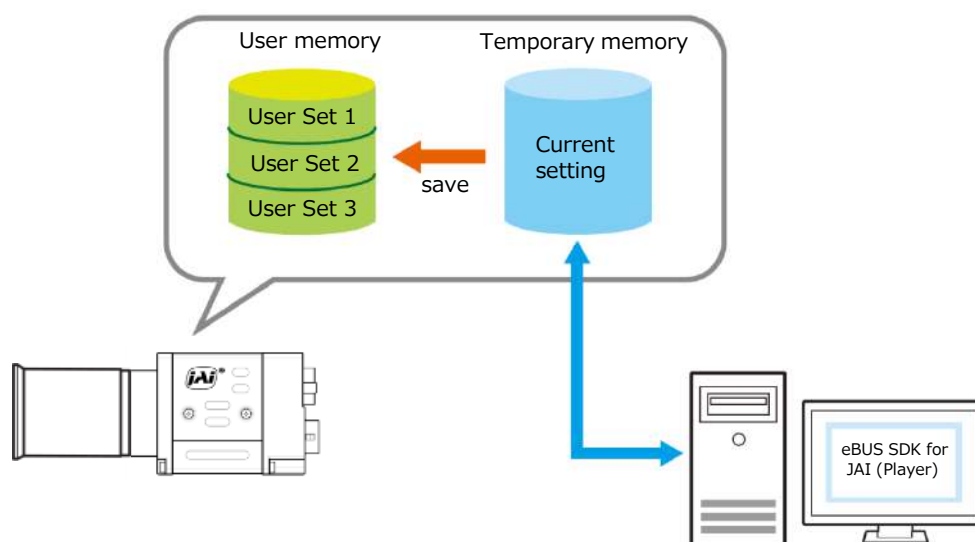 User memory
Temporary memory
User Set 1
User Set 2
User Set 3
save
Current
setting
JAi®
eBUS SDK for
JAI (Player)